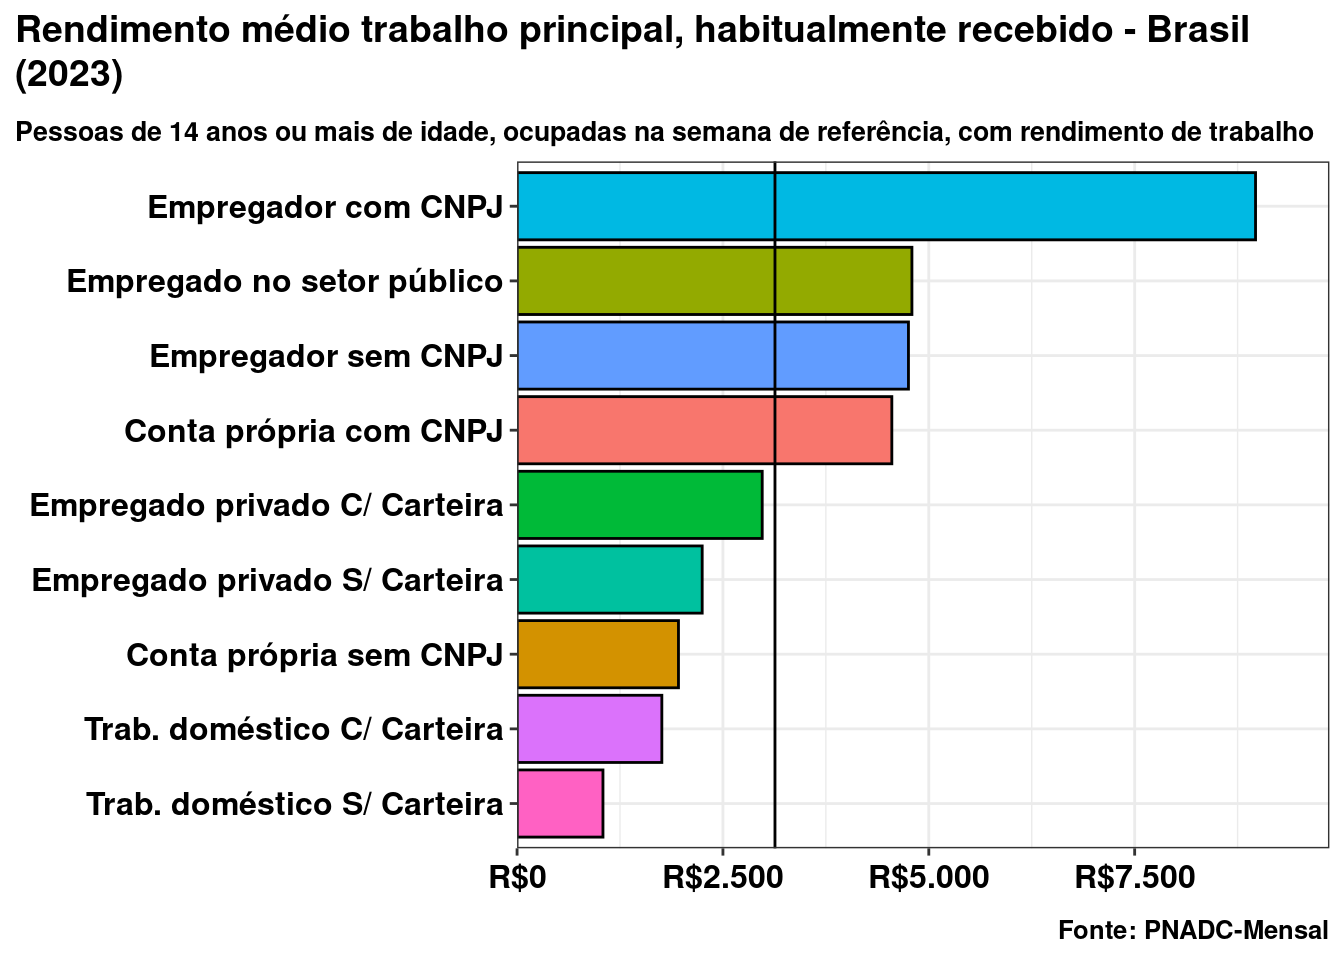 Rendimento médio trabalho principal, habitualmente recebido - Brasil
(2023)
Pessoas de 14 anos ou mais de idade, ocupadas na semana de referência, com rendimento de trabalho
Empregador com CNPJ
Empregado no setor público
Empregador sem CNPJ
Conta própria com CNPJ
Empregado privado C/ Carteira
Empregado privado S/ Carteira
Conta própria sem CNPJ
Trab. doméstico C/ Carteira
Trab. doméstico S/ Carteira
R$0 R$2.500 R$5.000 R$7.500
Fonte: PNADC-Mensal